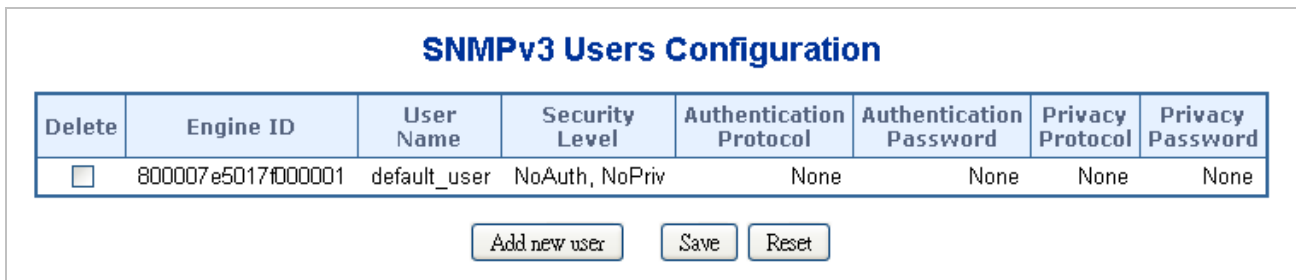 SNMPv3 Users Configuration
Delete Engine ID User Name Security Level Authentication Protocol Authentication Password Privacy Protocol Privacy Password
800007e5017f000001 default_user NoAuth, NoPriv None None None None
Add new user Save Reset